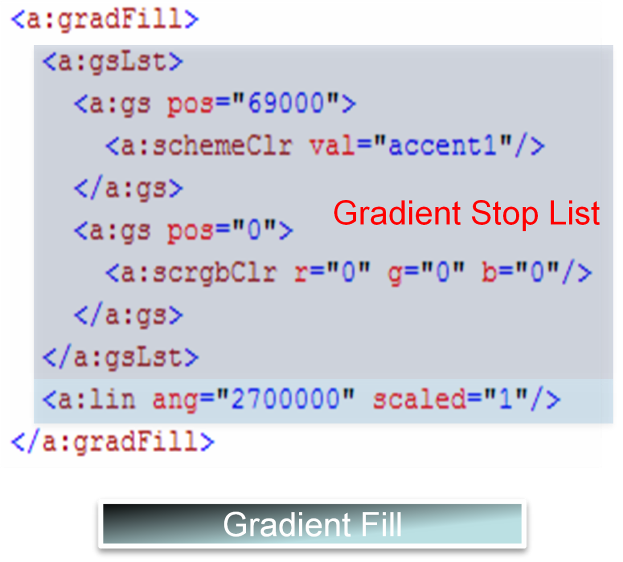 <a:gradFill>
<a:gsLst>
<a:gs pos="69000">
<a:schemeClr val="accent1"/>
</a:gs>
Gradient Stop List
<a:gs pos="0">
<a:scrgbClr r="0" g="0" b="0"/>
</a:gs>
</a:gsLst>
<a:lin ang="2700000" scaled="1"/>
</a:gradFill>
Gradient Fill